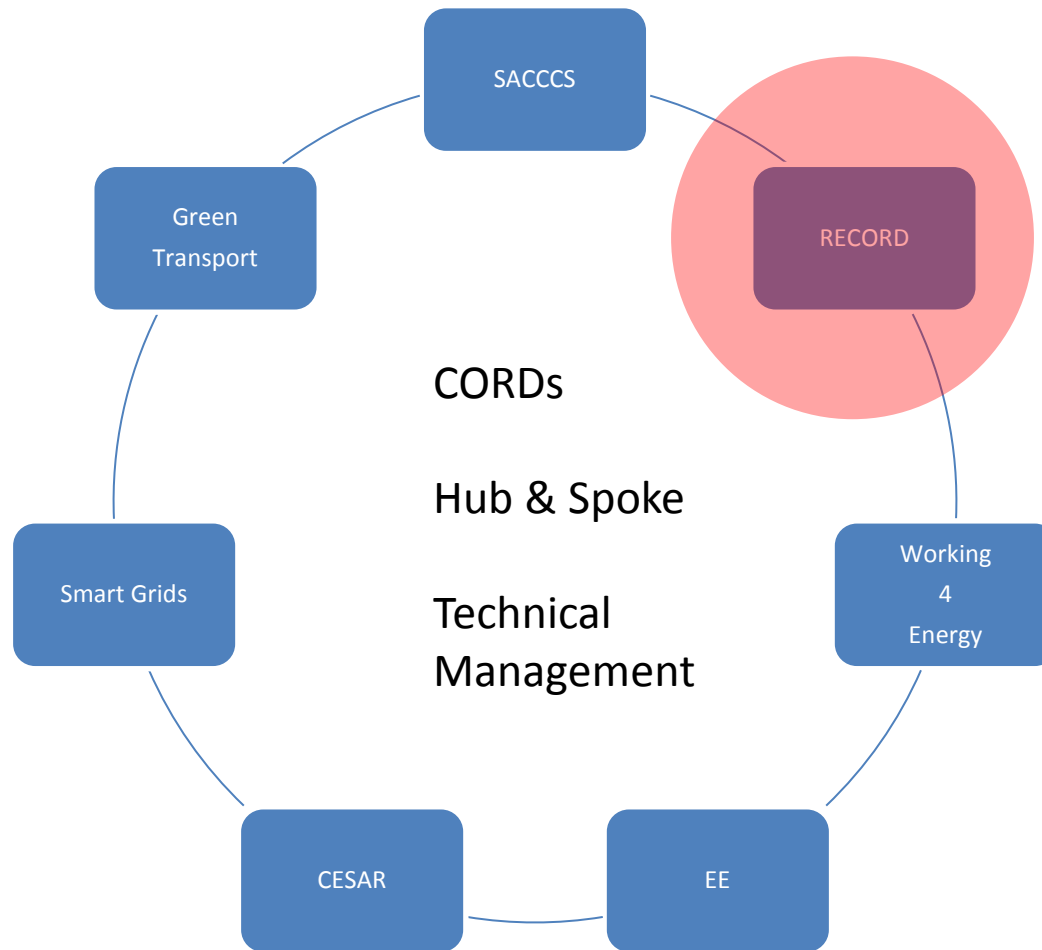 SACCCS
Green
Transport
RECORD
CORDs
Hub & Spoke
Technical
Management
Smart Grids
Working
4
Energy
CESAR
EE